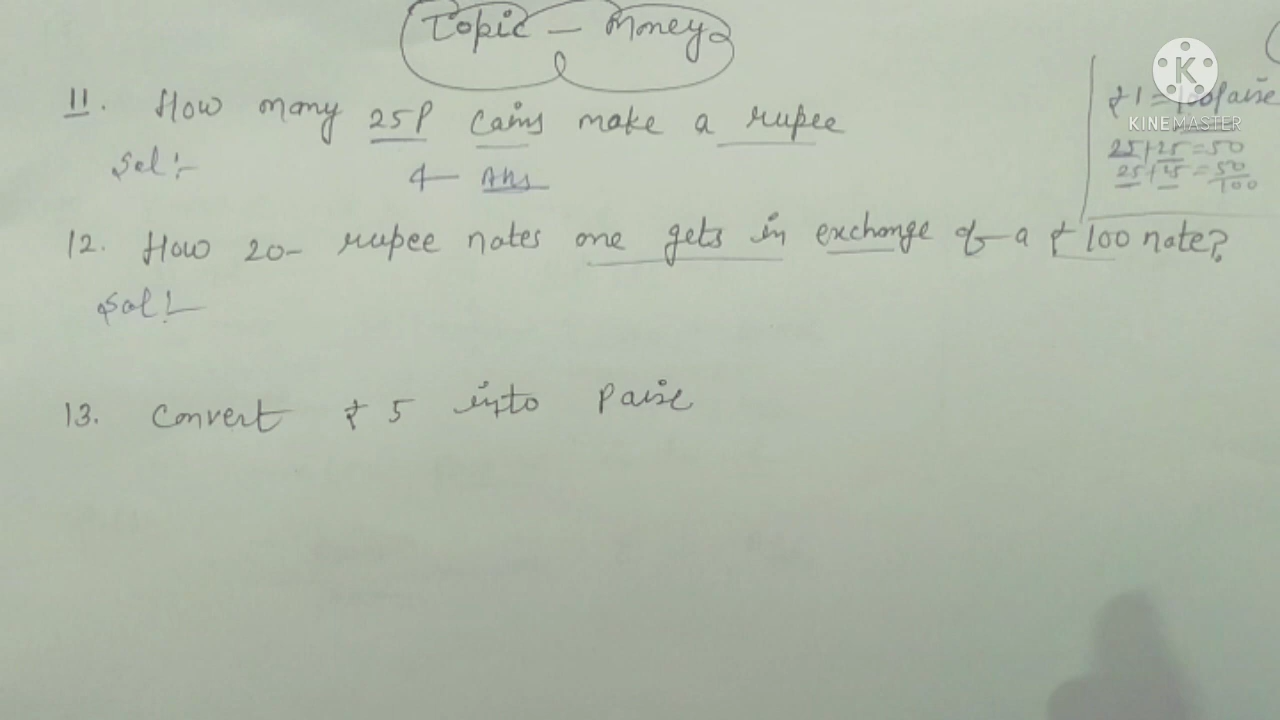 Topic - Money
11. How many 25P Coins make a rupee
Sol:-
4 Ans
₹1 = 100 Paise
25+25=50
25+25=50
100
12. How 20- rupee notes one gets in exchange of a ₹ 100 note?
Sol:-
13. Convert ₹ 5 into Paise
K
KINEMASTER